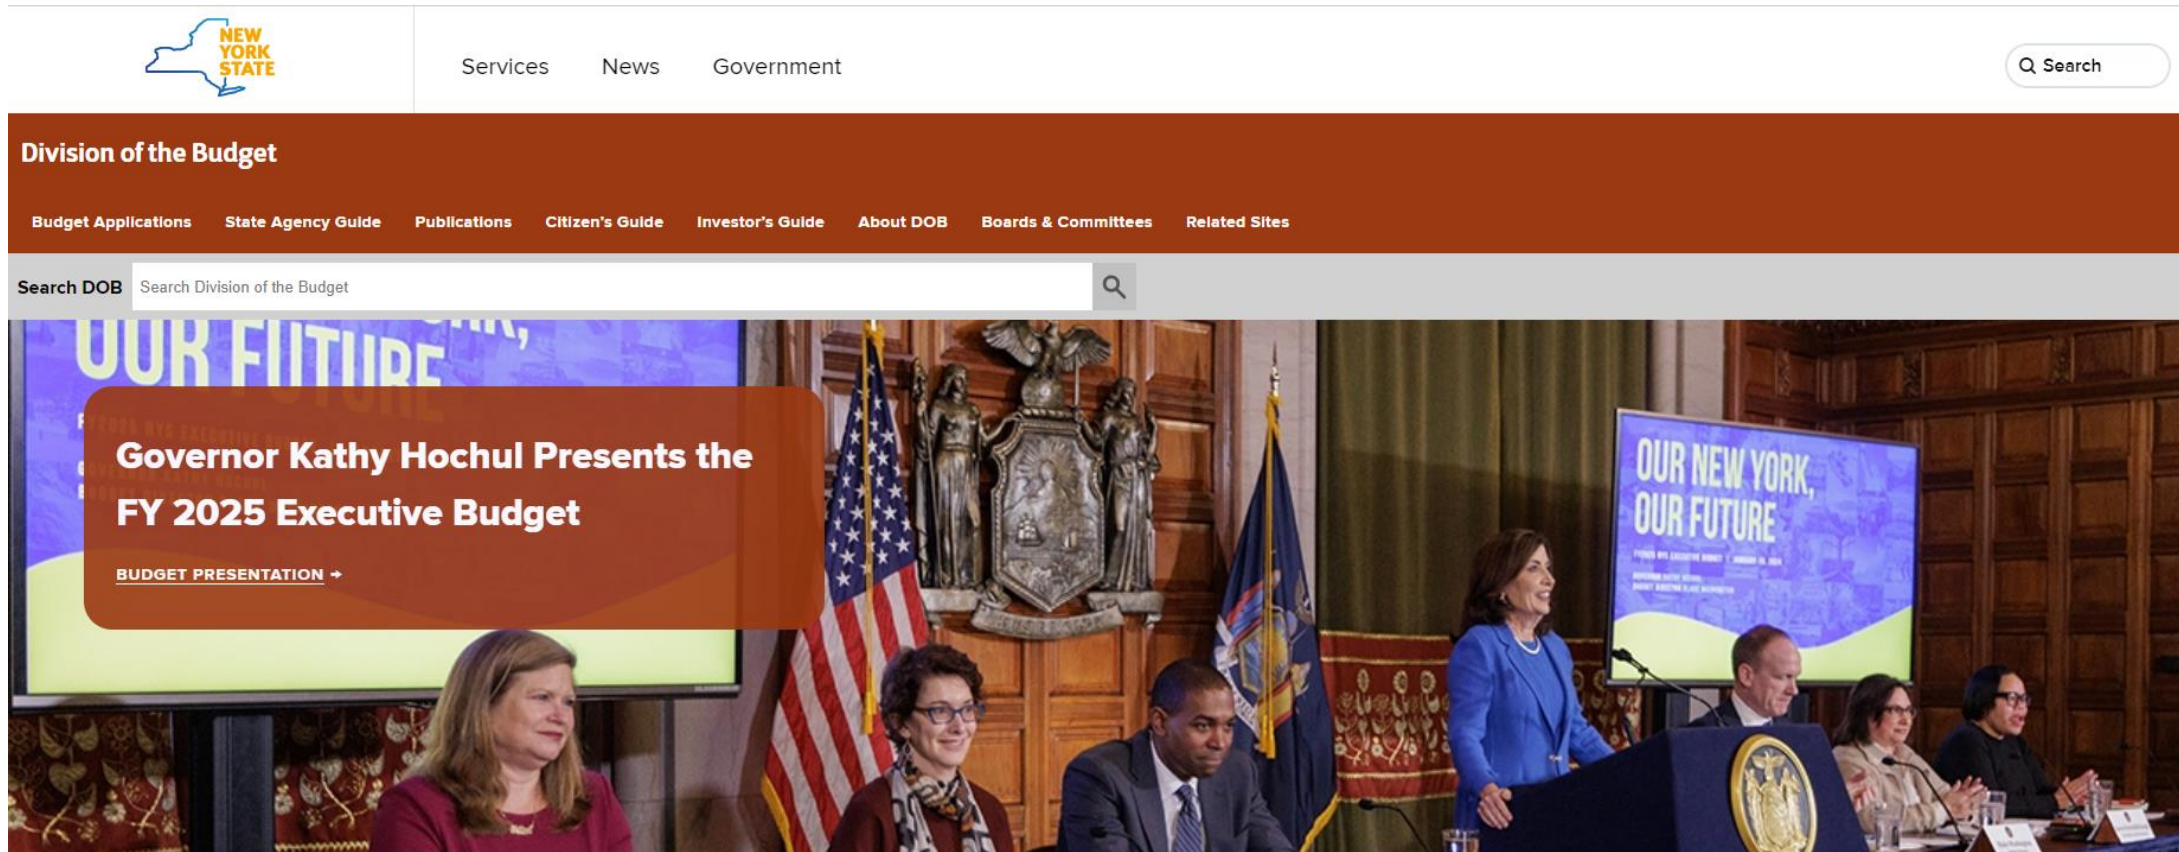 NEW
YORK
STATE
Services News Government
Search
Division of the Budget
Budget Applications State Agency Guide Publications Citizen's Guide Investor's Guide About DOB Boards & Committees Related Sites
Search DOB Search Division of the Budget
OUR FUTURE
Governor Kathy Hochul Presents the
FY 2025 Executive Budget
BUDGET PRESENTATION
OUR NEW YORK,
OUR FUTURE